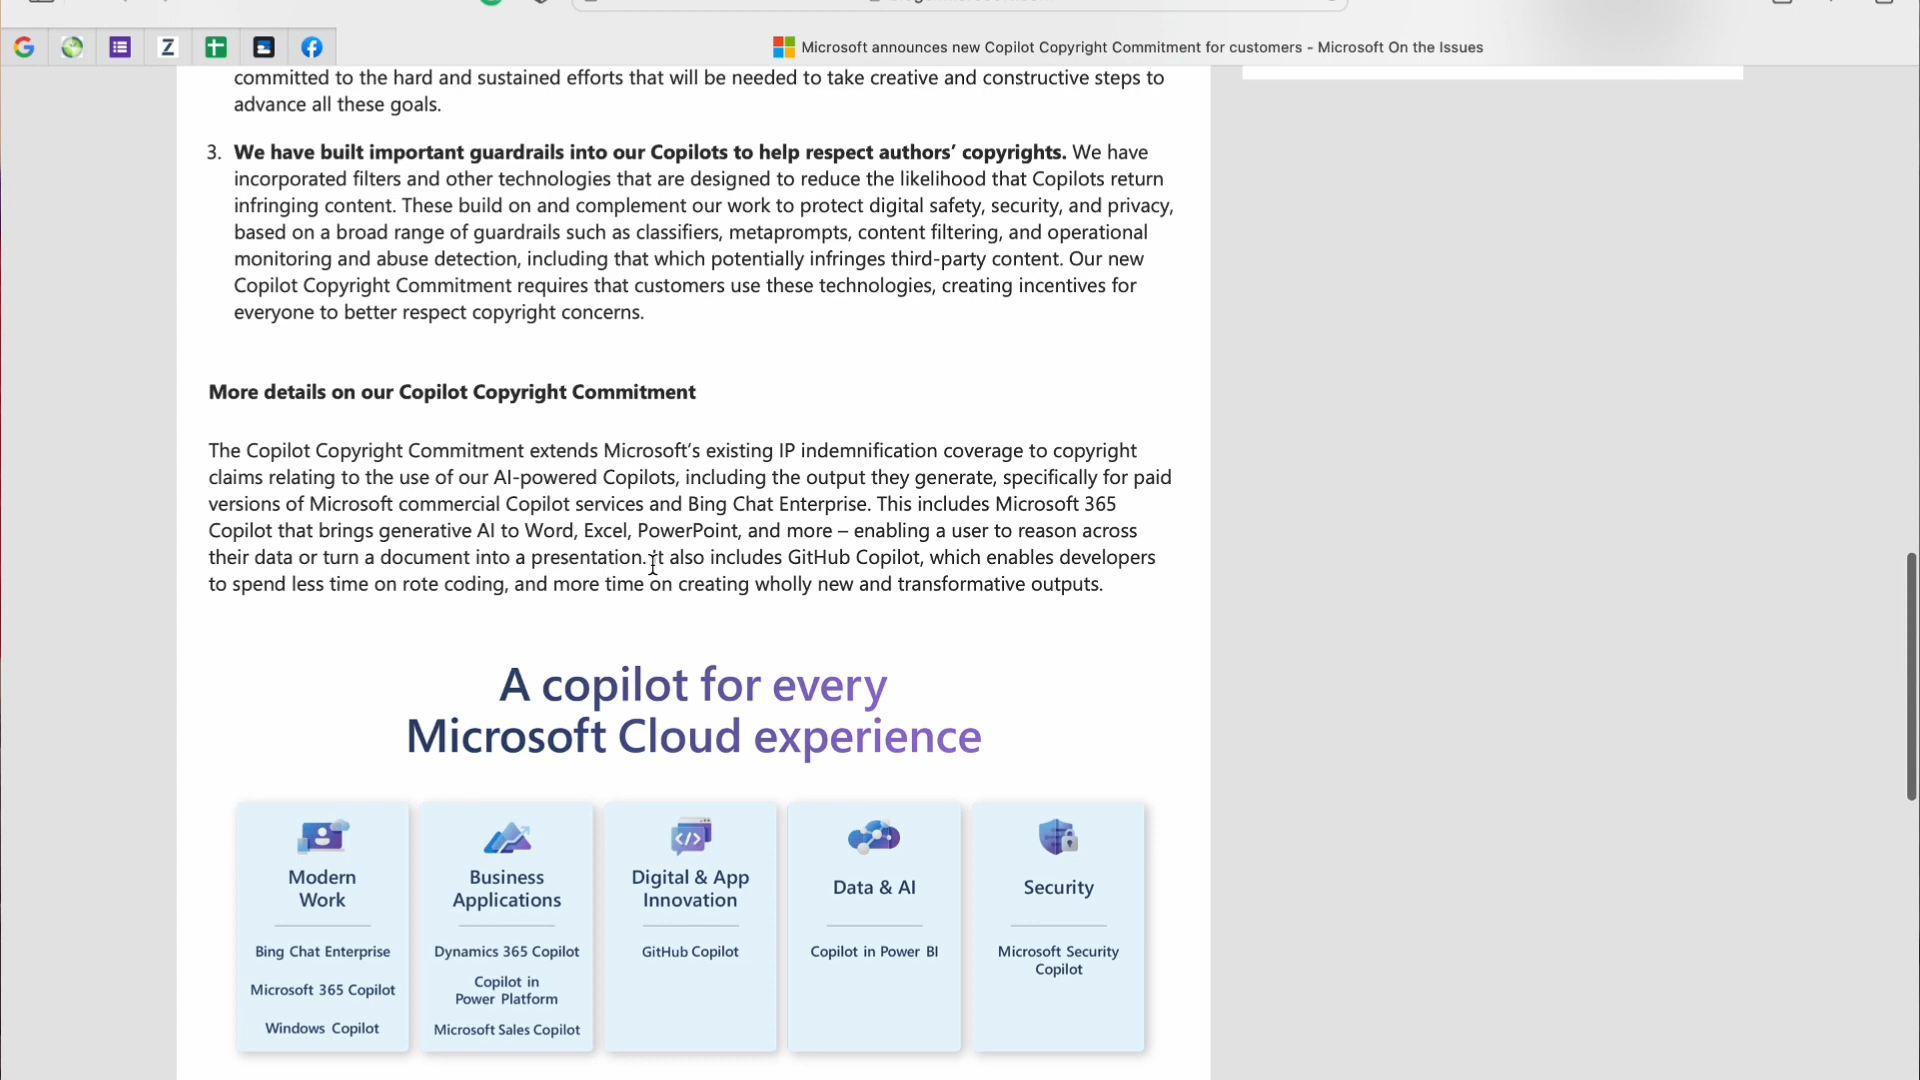 Microsoft announces new Copilot Copyright Commitment for customers - Microsoft On the Issues
committed to the hard and sustained efforts that will be needed to take creative and constructive steps to
advance all these goals.
3. We have built important guardrails into our Copilots to help respect authors’ copyrights. We have
incorporated filters and other technologies that are designed to reduce the likelihood that Copilots return
infringing content. These build on and complement our work to protect digital safety, security, and privacy,
based on a broad range of guardrails such as classifiers, metaprompts, content filtering, and operational
monitoring and abuse detection, including that which potentially infringes third-party content. Our new
Copilot Copyright Commitment requires that customers use these technologies, creating incentives for
everyone to better respect copyright concerns.
More details on our Copilot Copyright Commitment
The Copilot Copyright Commitment extends Microsoft’s existing IP indemnification coverage to copyright
claims relating to the use of our AI-powered Copilots, including the output they generate, specifically for paid
versions of Microsoft commercial Copilot services and Bing Chat Enterprise. This includes Microsoft 365
Copilot that brings generative AI to Word, Excel, PowerPoint, and more – enabling a user to reason across
their data or turn a document into a presentation. It also includes GitHub Copilot, which enables developers
to spend less time on rote coding, and more time on creating wholly new and transformative outputs.
A copilot for every
Microsoft Cloud experience
Modern
Work
Bing Chat Enterprise
Microsoft 365 Copilot
Windows Copilot
Business
Applications
Dynamics 365 Copilot
Copilot in
Power Platform
Microsoft Sales Copilot
Digital & App
Innovation
GitHub Copilot
Data & AI
Copilot in Power BI
Security
Microsoft Security
Copilot